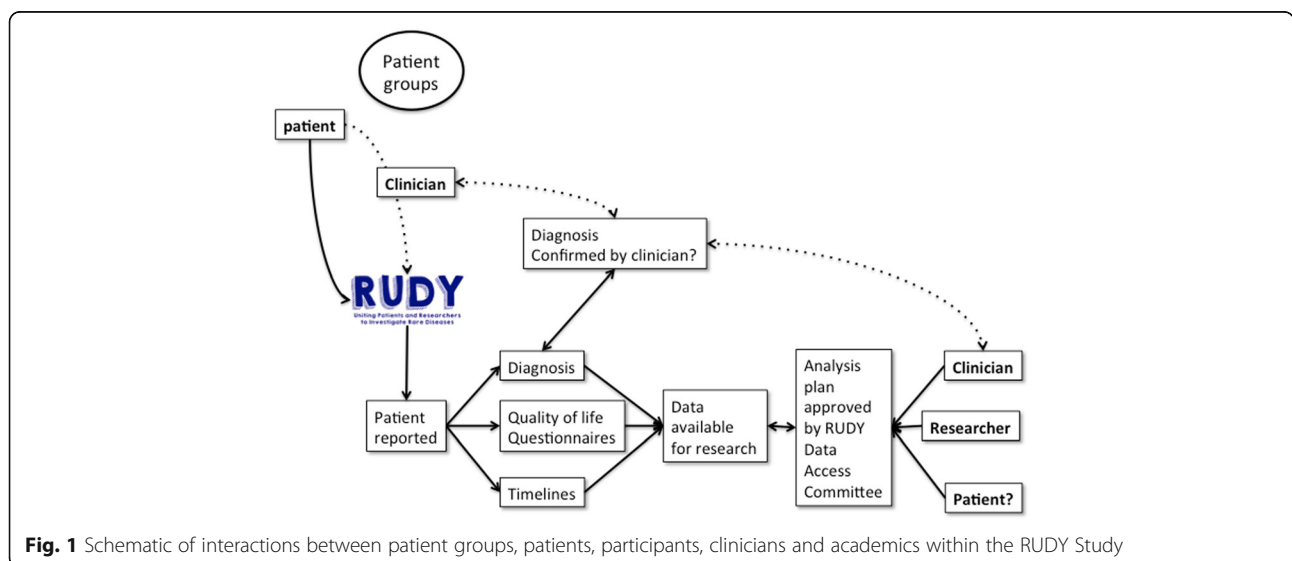 Patient
groups
patient
Clinician
Diagnosis
Confirmed by clinician?
RUDY
Uniting Patients and Researchers
to Investigate Rare Diseases
Patient
reported
Diagnosis
Quality of life
Questionnaires
Timelines
Data
available
for research
Analysis
plan
approved
by RUDY
Data
Access
Committee
Clinician
Researcher
Patient?
Fig. 1 Schematic of interactions between patient groups, patients, participants, clinicians and academics within the RUDY Study